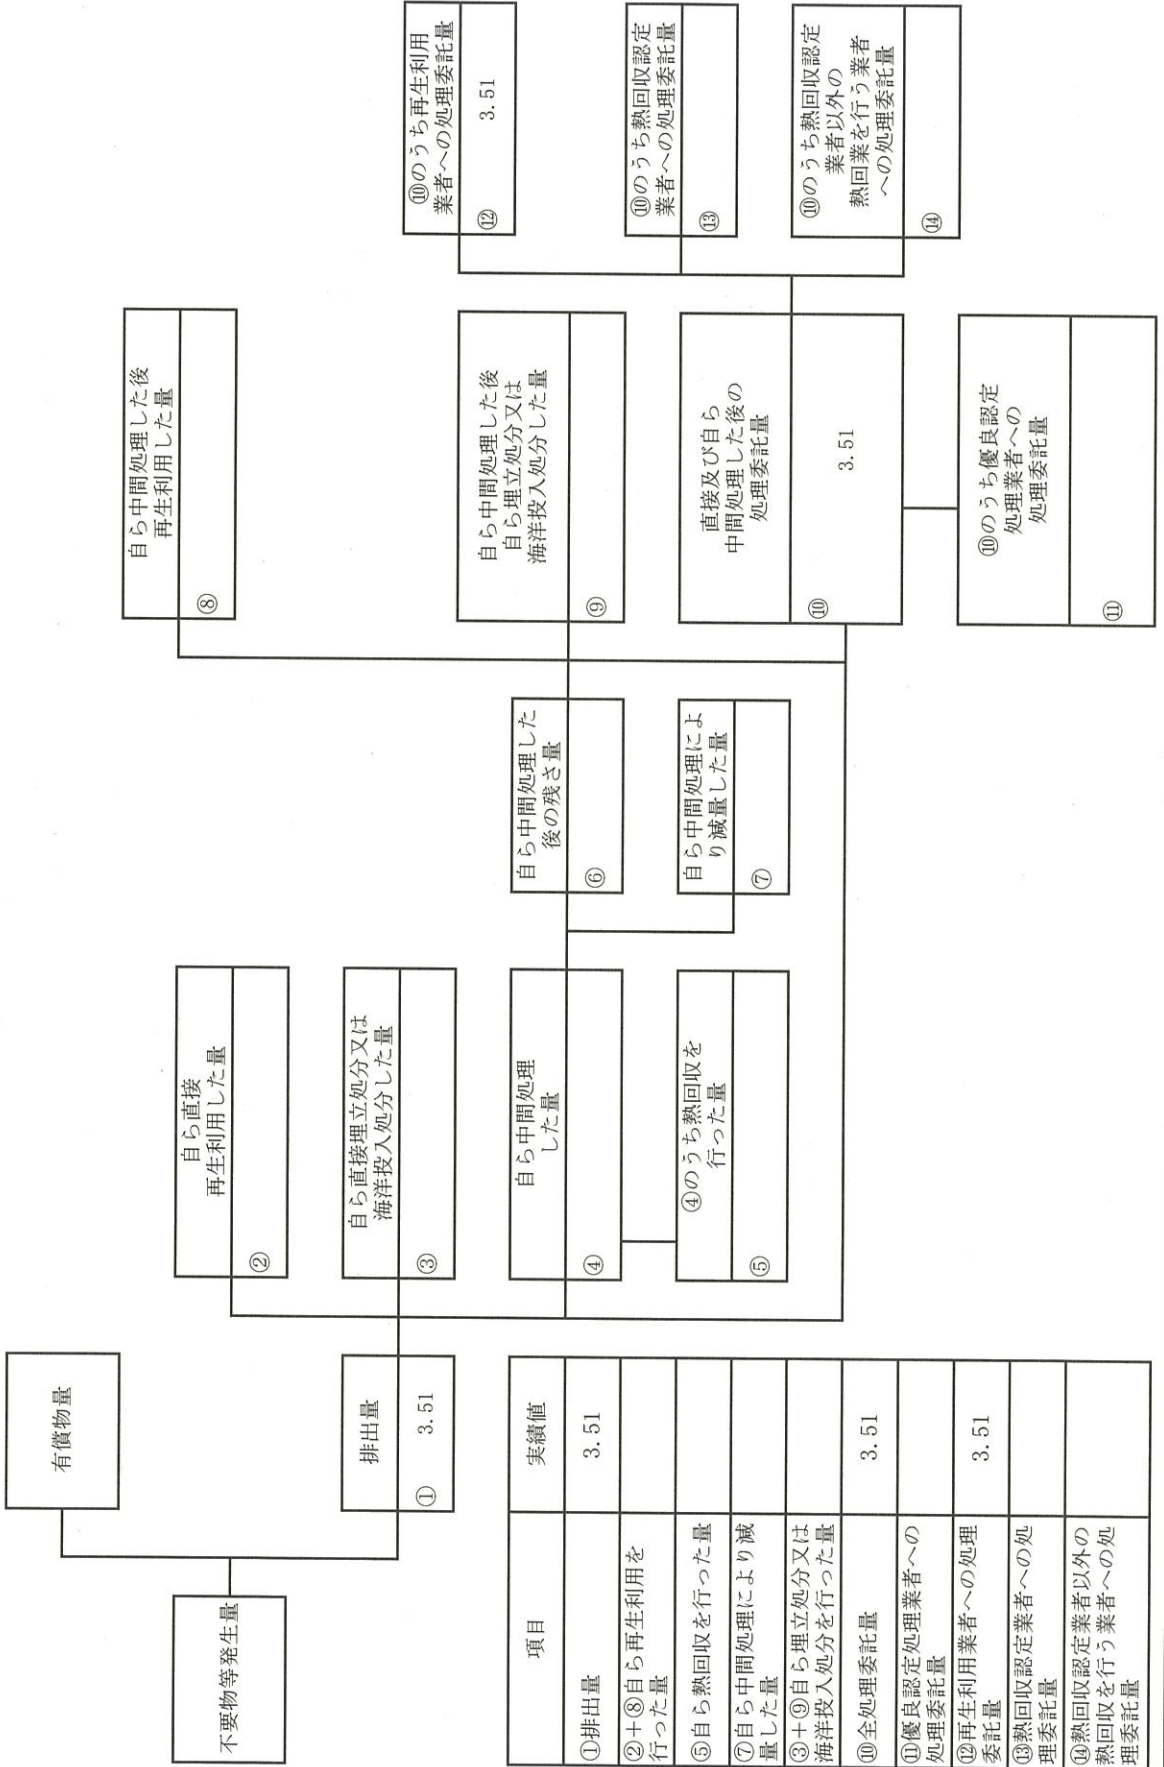 不要物等発生量
有償物量
排出量
① 3.51
自ら直接
再生利用した量
②
自ら直接埋立処分又は
海洋投入処分した量
③
自ら中間処理
した量
④
④のうち熱回収を
行った量
⑤
自ら中間処理した
後の残さ量
⑥
自ら中間処理によ
り減量した量
⑦
自ら中間処理した後
再生利用した量
⑧
自ら中間処理した後
自ら埋立処分又は
海洋投入処分した量
⑨
直接及び自ら
中間処理した後の
処理委託量
⑩ 3.51
⑩のうち優良認定
処理業者への
処理委託量
⑪
⑩のうち再生利用
業者への処理委託量
⑫ 3.51
⑩のうち熱回収認定
業者への処理委託量
⑬
⑩のうち熱回収認定
業者以外の
熱回業を行う業者
への処理委託量
⑭
項目 実績値
①排出量 3.51
②+⑧自ら再生利用を
行った量
⑤自ら熱回収を行った量
⑦自ら中間処理により減
量した量
③+⑨自ら埋立処分又は
海洋投入処分を行った量
⑩全処理委託量 3.51
⑪優良認定処理業者への
処理委託量
⑫再生利用業者への処理
委託量 3.51
⑬熱回収認定業者への処
理委託量
⑭熱回収認定業者以外の
熱回収を行う業者への処
理委託量